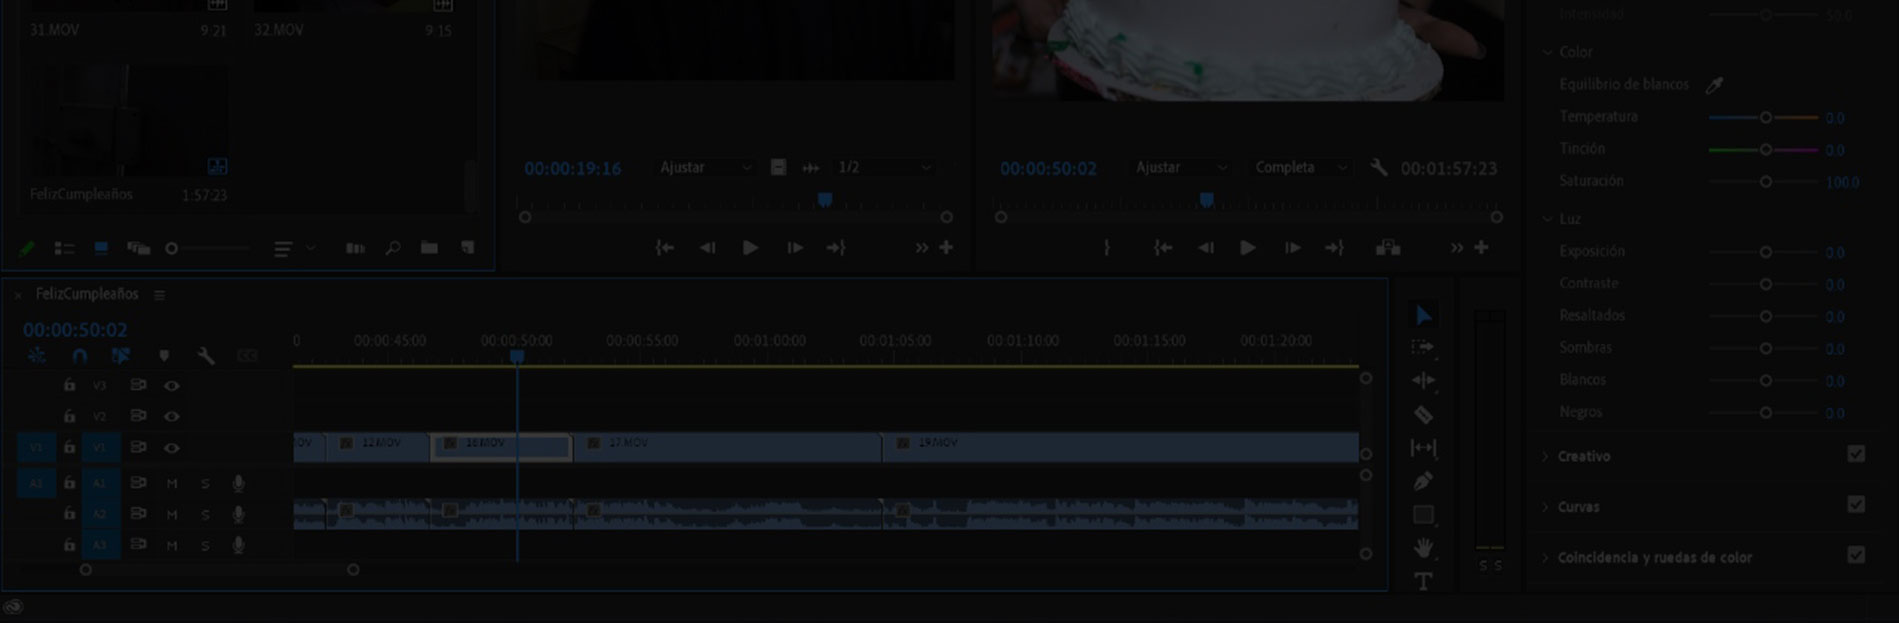 31.MOV 9:21 32.MOV 9:15
FelizCumpleaños 1:57:23
00:00:19:16 Ajustar 1/2
00:00:50:02 Ajustar Completa 00:01:57:23
Intensidad 50.0
Color
Equilibrio de blancos
Temperatura 0.0
Tinción 0.0
Saturación 100.0
Luz
Exposición 0.0
Contraste 0.0
Resaltados 0.0
Sombras 0.0
Blancos 0.0
Negros 0.0
Creativo
Curvas
Coincidencia y ruedas de color
× FelizCumpleaños
00:00:50:02
0 00:00:45:00 00:00:50:00 00:00:55:00 00:01:00:00 00:01:05:00 00:01:10:00 00:01:15:00 00:01:20:00
V3
V2
V1 V1 OV fx 12.MOV fx 17.MOV fx 19.MOV
A1 A1 M S
A2 M S
A3 M S
S S
T